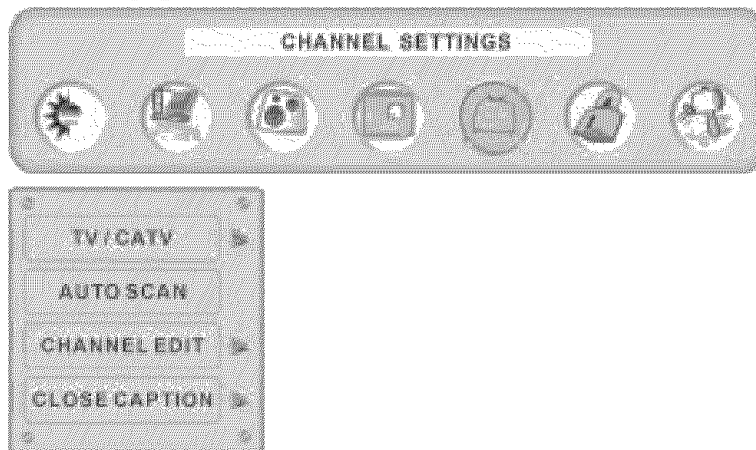 CHANNEL SETTINGS
TV / CATV
AUTO SCAN
CHANNEL EDIT
CLOSE CAPTION